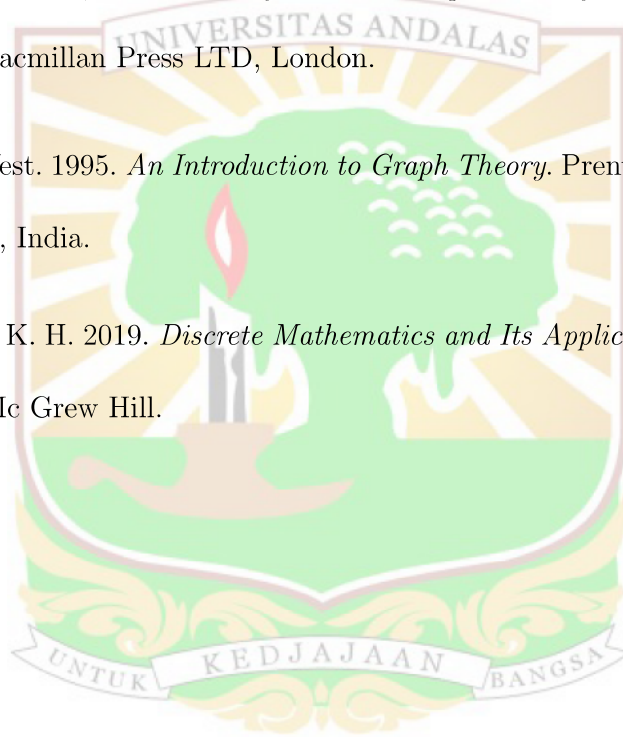 UNIVERSITAS ANDALAS
acmillan Press LTD, London.
est. 1995. An Introduction to Graph Theory. Pren
, India.
K. H. 2019. Discrete Mathematics and Its Applic
Mc Grew Hill.
UNTUK KEDJAJAAN BANGSA